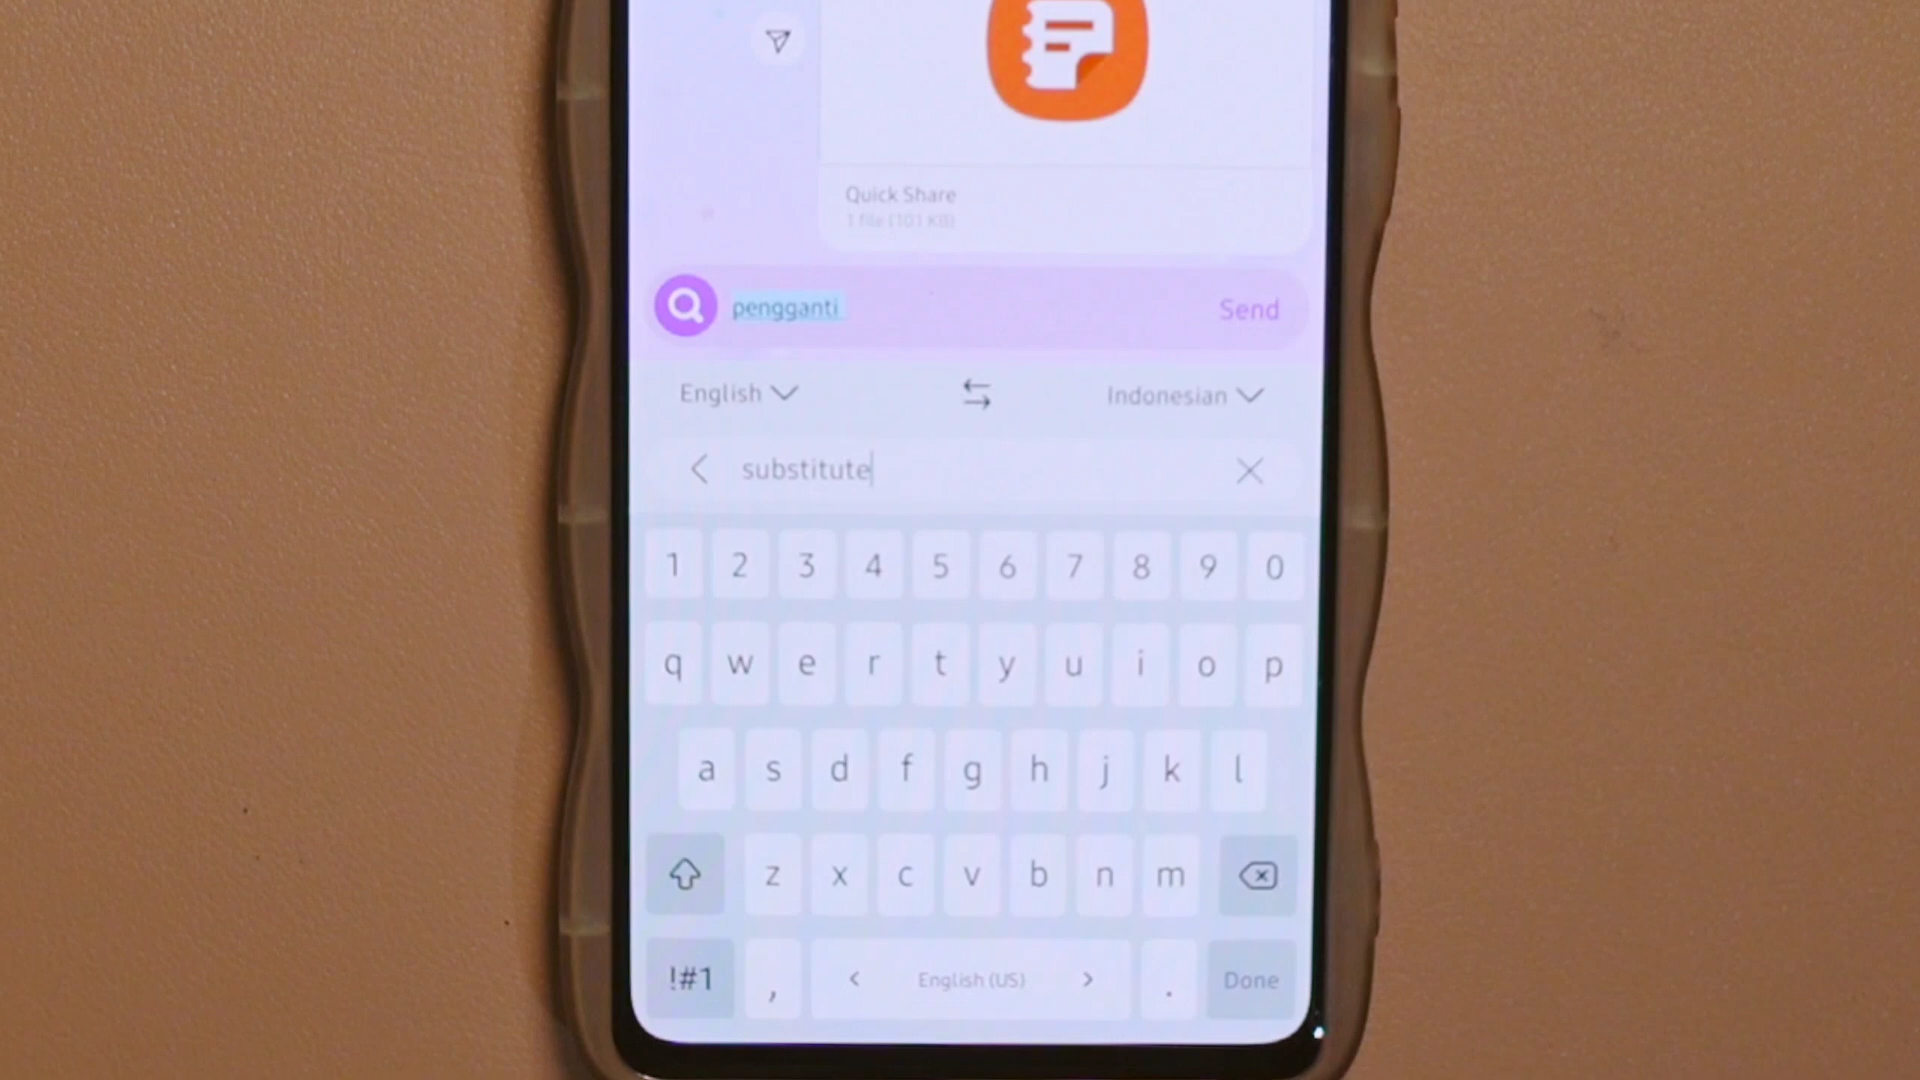 Quick Share
1 file (101 KB)
pengganti Send
English Indonesian
substitute
1 2 3 4 5 6 7 8 9 0
q w e r t y u i o p
a s d f g h j k l
z x c v b n m
!#1 , < English (US) > . Done